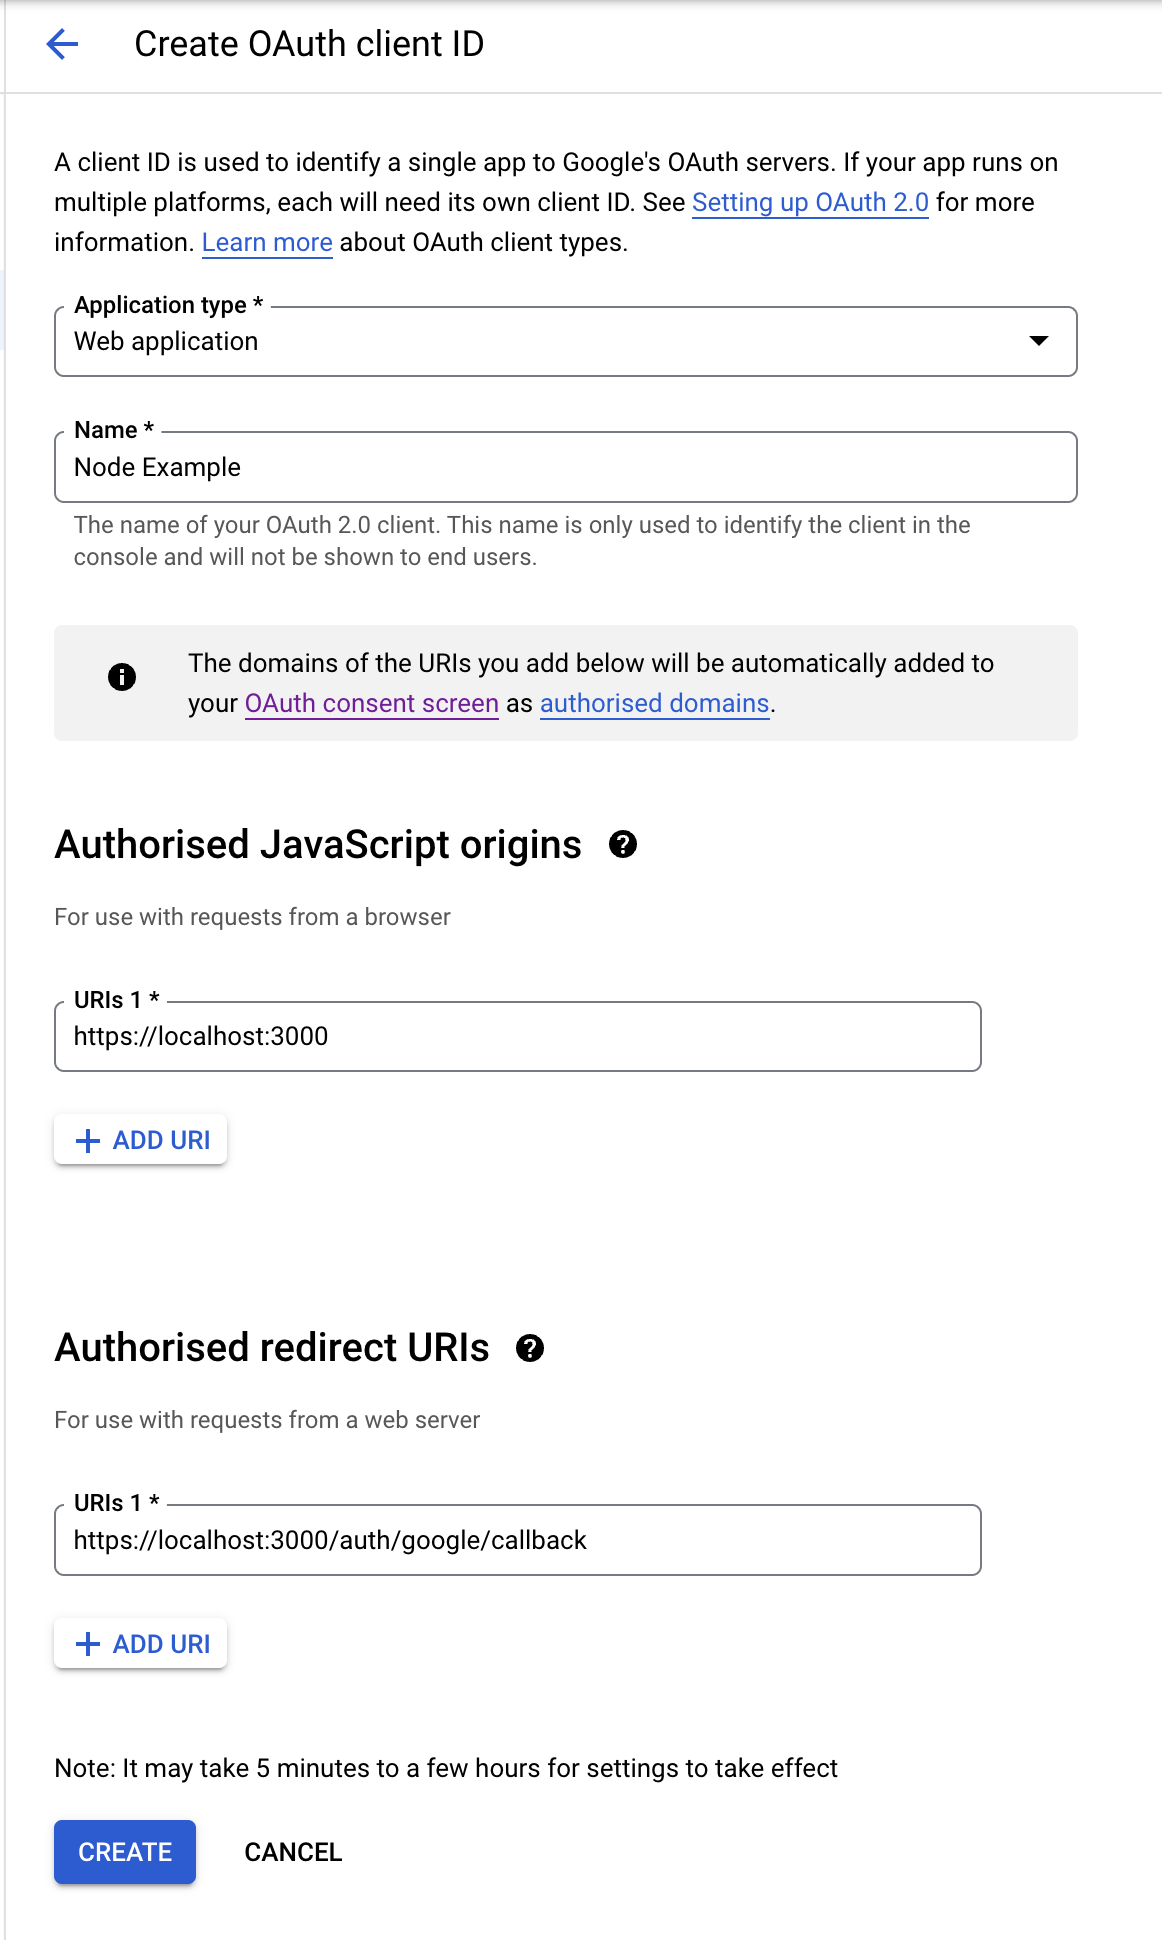 Create OAuth client ID
A client ID is used to identify a single app to Google's OAuth servers. If your app runs on
multiple platforms, each will need its own client ID. See Setting up OAuth 2.0 for more
information. Learn more about OAuth client types.
Application type *
Web application
Name *
Node Example
The name of your OAuth 2.0 client. This name is only used to identify the client in the
console and will not be shown to end users.
The domains of the URIs you add below will be automatically added to
your OAuth consent screen as authorised domains.
Authorised JavaScript origins
For use with requests from a browser
URIs 1 *
https://localhost:3000
ADD URI
Authorised redirect URIs
For use with requests from a web server
URIs 1 *
https://localhost:3000/auth/google/callback
ADD URI
Note: It may take 5 minutes to a few hours for settings to take effect
CREATE CANCEL